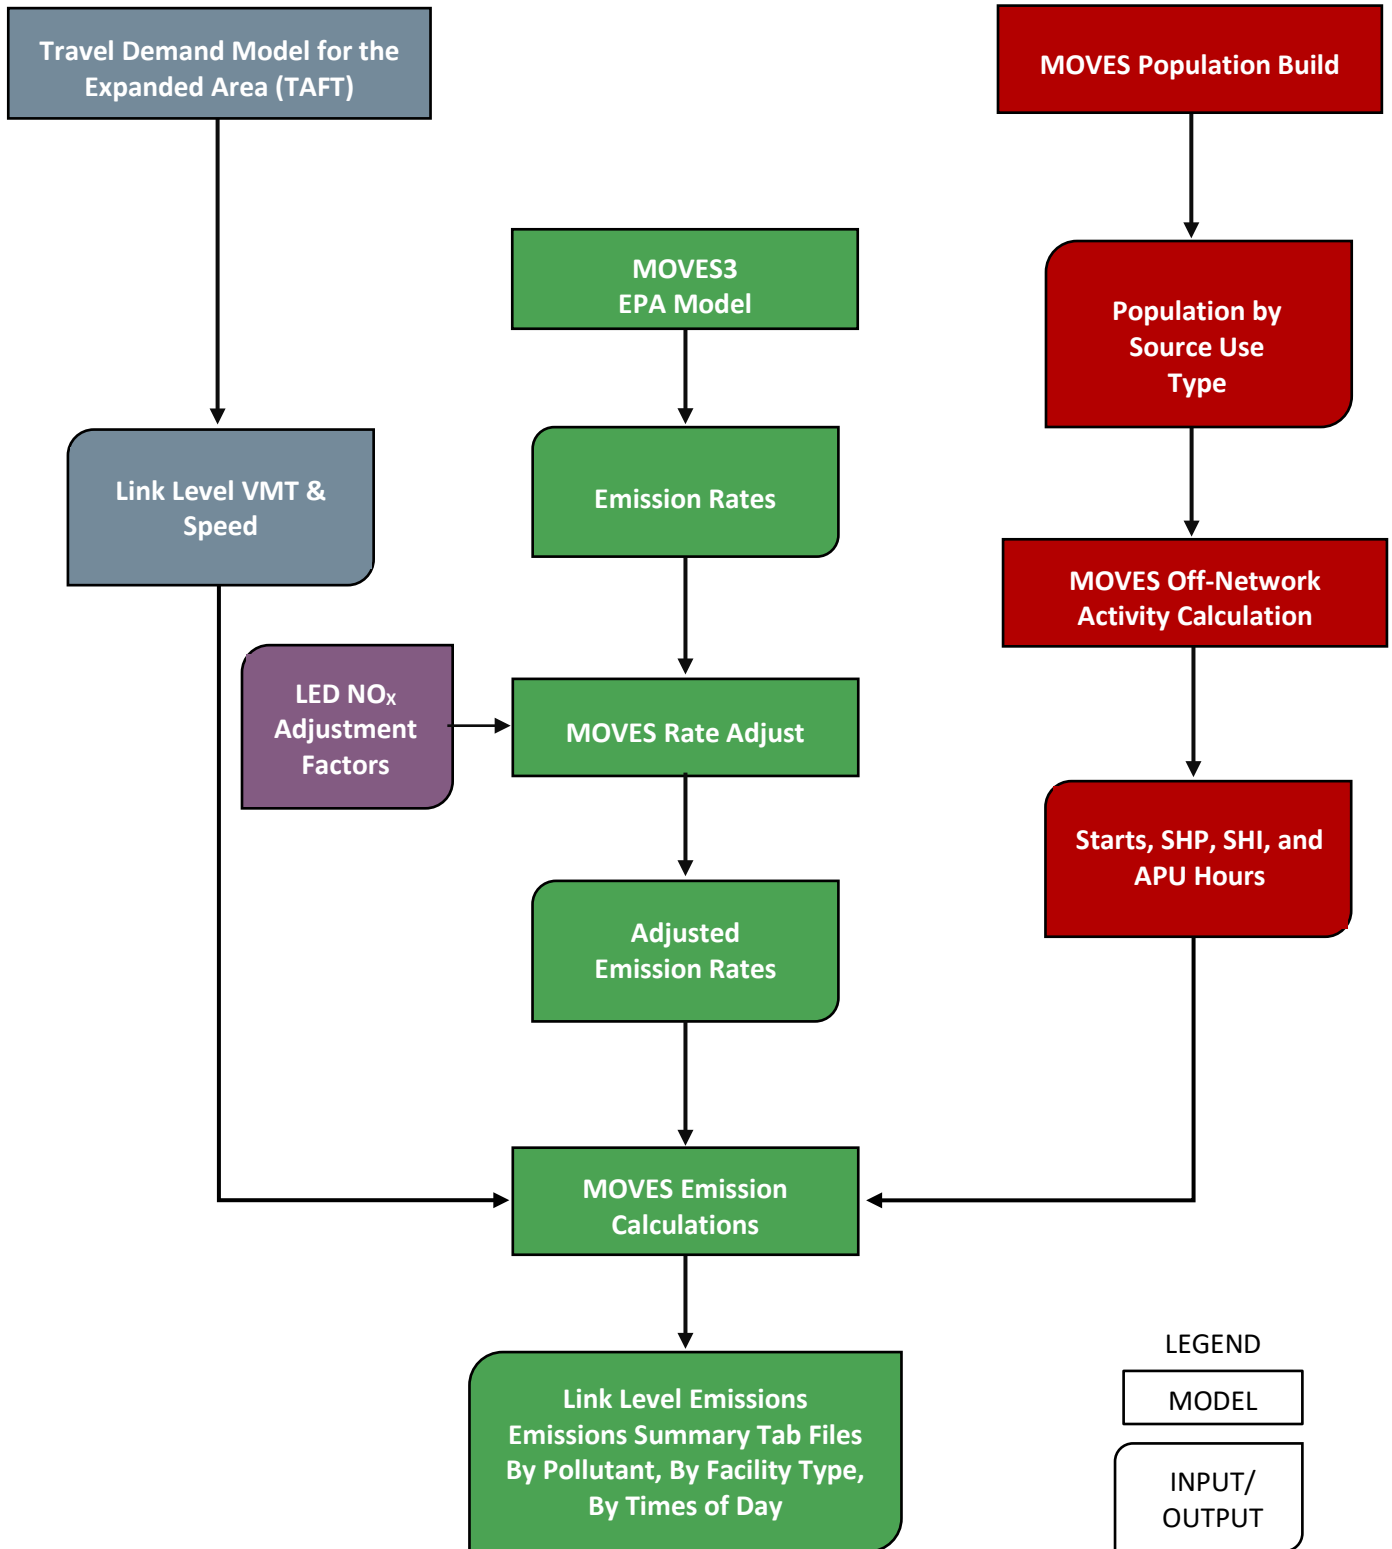 Travel Demand Model for the
Expanded Area (TAFT)
MOVES Population Build
MOVES3
EPA Model
Population by
Source Use
Type
Link Level VMT &
Speed
Emission Rates
MOVES Off-Network
Activity Calculation
LED NOX
Adjustment
Factors
MOVES Rate Adjust
Starts, SHP, SHI, and
APU Hours
Adjusted
Emission Rates
MOVES Emission
Calculations
Link Level Emissions
Emissions Summary Tab Files
By Pollutant, By Facility Type,
By Times of Day
LEGEND
MODEL
INPUT/
OUTPUT